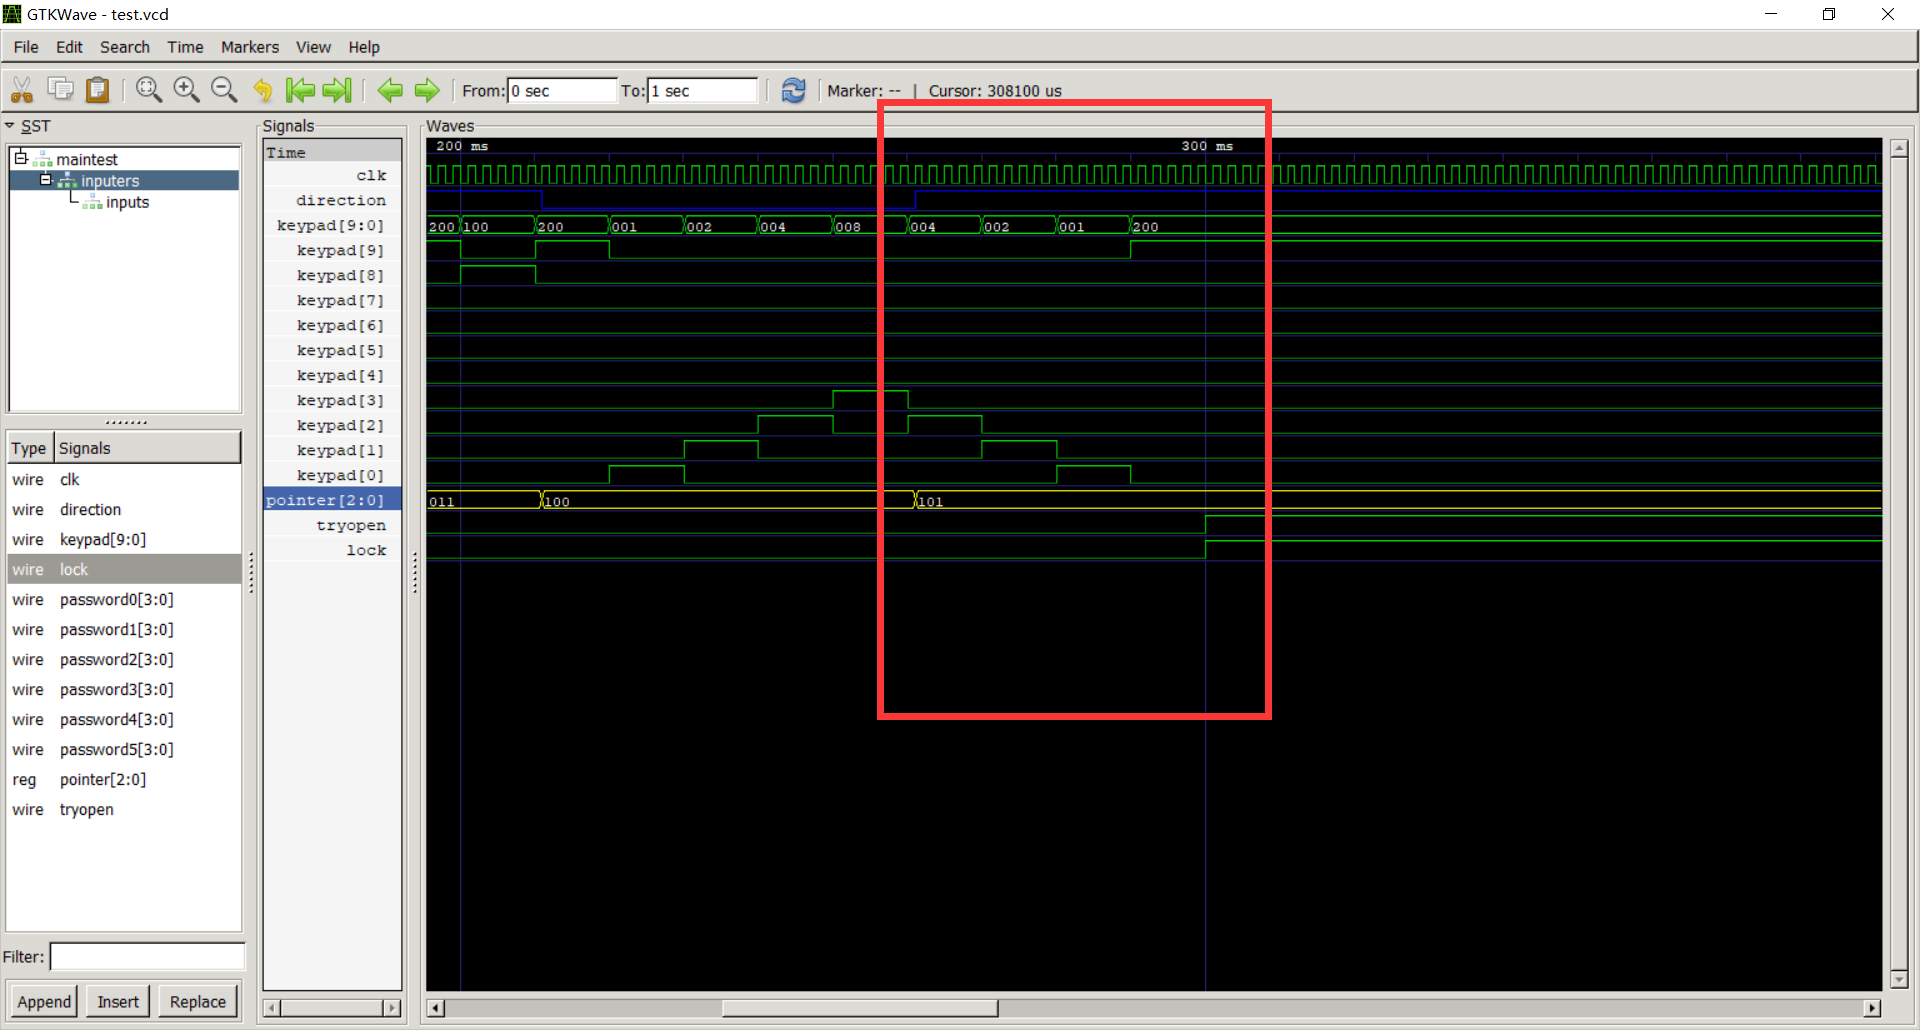 GTKWave - test.vcd
File Edit Search Time Markers View Help
From: 0 sec To: 1 sec Marker: -- | Cursor: 308100 us
SST
maintest
inputers
inputs
Type Signals
wire clk
wire direction
wire keypad[9:0]
wire lock
wire password0[3:0]
wire password1[3:0]
wire password2[3:0]
wire password3[3:0]
wire password4[3:0]
wire password5[3:0]
reg pointer[2:0]
wire tryopen
Filter:
Append Insert Replace
Signals
Time
clk
direction
keypad[9:0]
keypad[9]
keypad[8]
keypad[7]
keypad[6]
keypad[5]
keypad[4]
keypad[3]
keypad[2]
keypad[1]
keypad[0]
pointer[2:0]
tryopen
lock
Waves
200 ms 300 ms
200 100 200 001 002 004 008 004 002 001 200
011 100 101